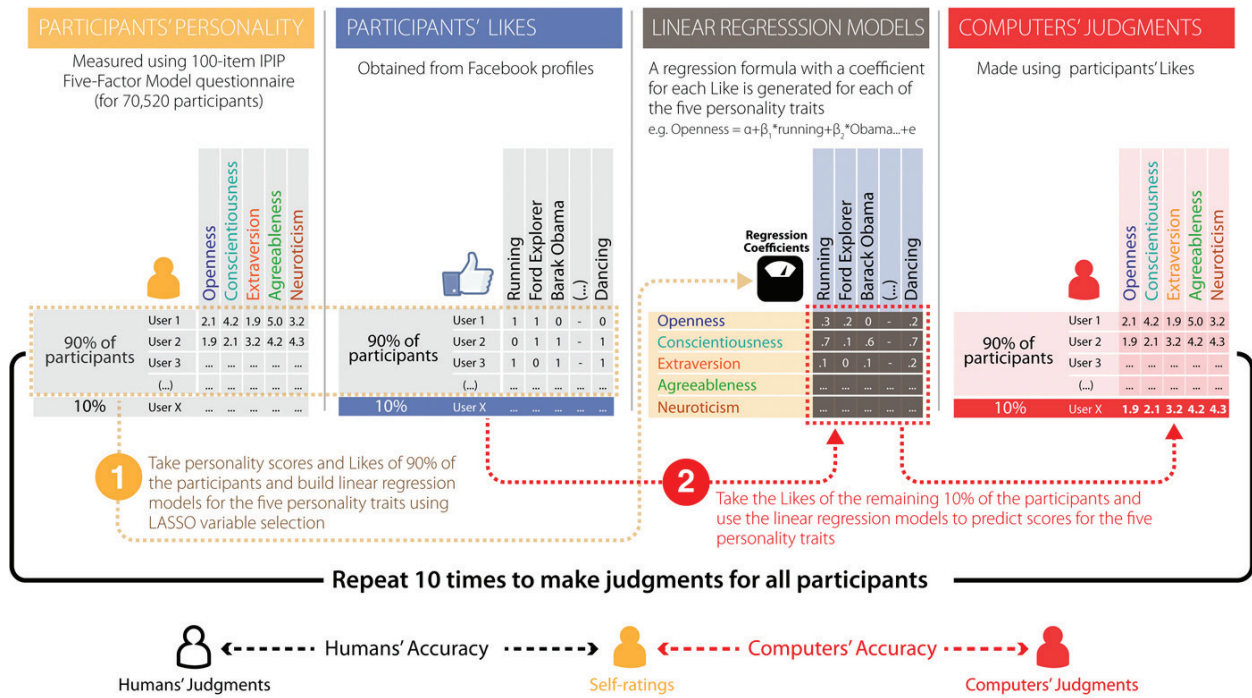 PARTICIPANTS' PERSONALITY
Measured using 100-item IPIP
Five-Factor Model questionnaire
(for 70,520 participants)
Openness
Conscientiousness
Extraversion
Agreeableness
Neuroticism
90% of
participants
User 1 2.1 4.2 1.9 5.0 3.2
User 2 1.9 2.1 3.2 4.2 4.3
User 3 ... ... ... ... ...
(...) ... ... ... ... ...
10% User X ... ... ... ... ...
PARTICIPANTS' LIKES
Obtained from Facebook profiles
Running
Ford Explorer
Barak Obama
(...)
Dancing
90% of
participants
User 1 1 1 0 - 0
User 2 0 1 1 - 1
User 3 1 0 1 - 1
(...) ... ... ... ... ...
10% User X ... ... ... ... ...
LINEAR REGRESSSION MODELS
A regression formula with a coefficient
for each Like is generated for each of
the five personality traits
e.g. Openness = α+β1*running+β2*Obama...+e
Regression
Coefficients
Running
Ford Explorer
Barack Obama
(...)
Dancing
Openness .3 .2 0 - .2
Conscientiousness .7 .1 .6 - .7
Extraversion .1 0 .1 - .2
Agreeableness ... ... ... ... ...
Neuroticism ... ... ... ... ...
COMPUTERS' JUDGMENTS
Made using participants' Likes
Openness
Conscientiousness
Extraversion
Agreeableness
Neuroticism
90% of
participants
User 1 2.1 4.2 1.9 5.0 3.2
User 2 1.9 2.1 3.2 4.2 4.3
User 3 ... ... ... ... ...
(...) ... ... ... ... ...
10% User X 1.9 2.1 3.2 4.2 4.3
1
Take personality scores and Likes of 90% of
the participants and build linear regression
models for the five personality traits using
LASSO variable selection
2
Take the Likes of the remaining 10% of the participants and
use the linear regression models to predict scores for the five
personality traits
Repeat 10 times to make judgments for all participants
Humans' Accuracy
Computers' Accuracy
Humans' Judgments
Self-ratings
Computers' Judgments